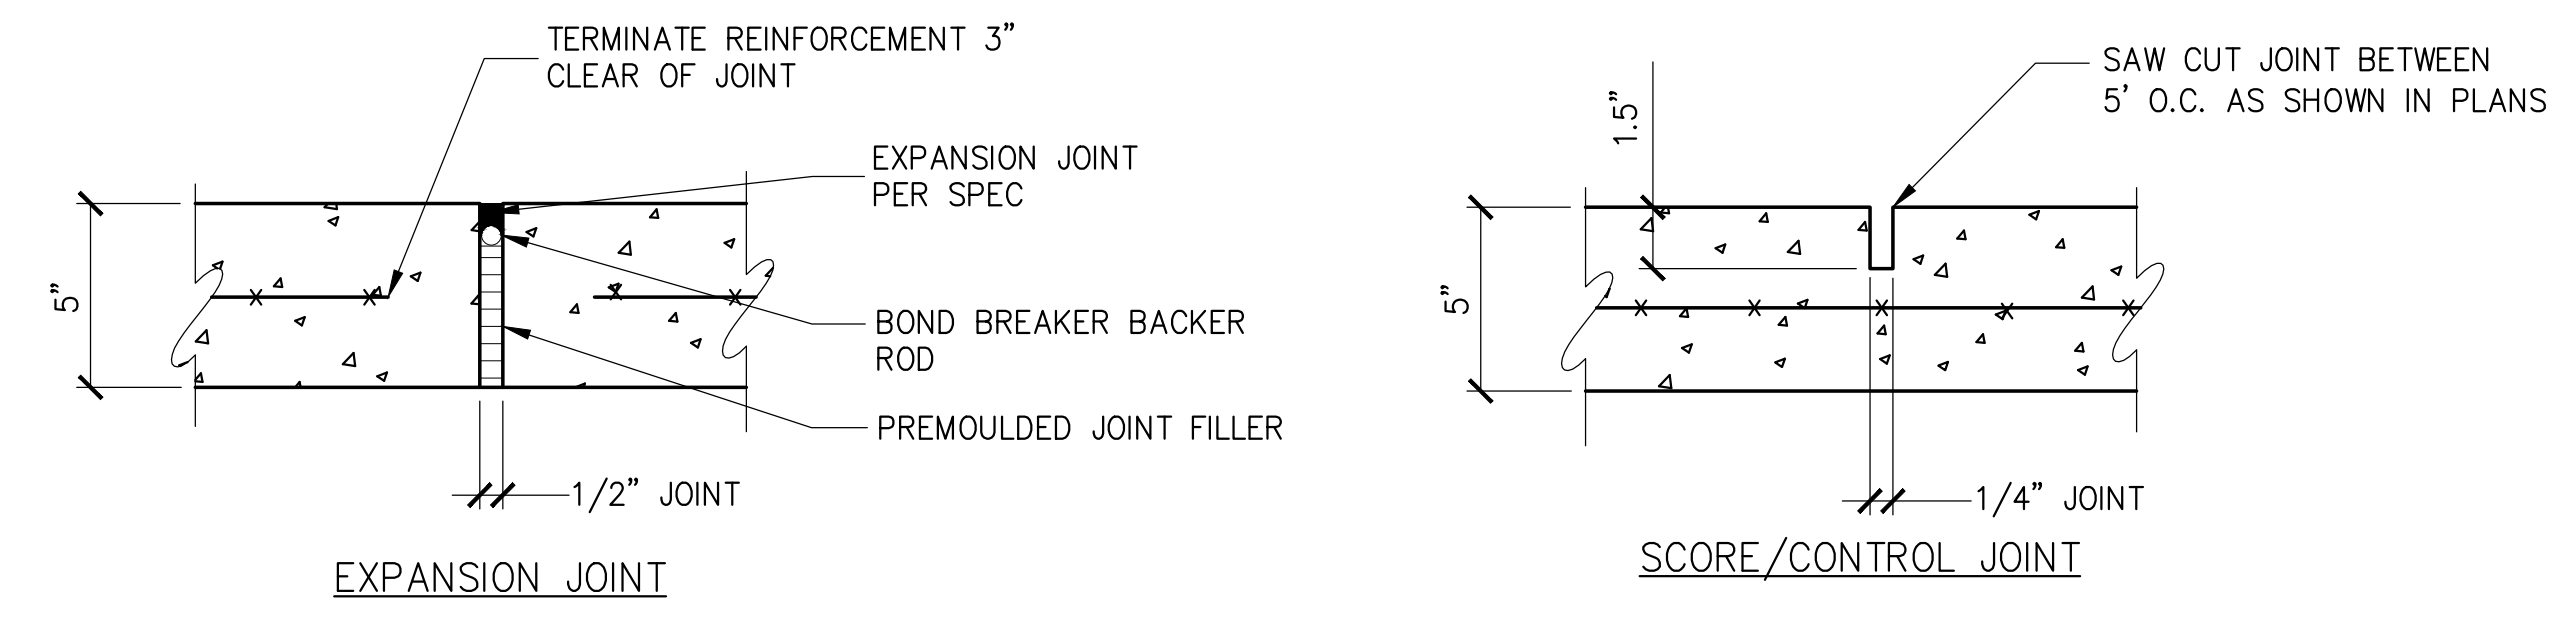 TERMINATE REINFORCEMENT 3"
CLEAR OF JOINT
EXPANSION JOINT
PER SPEC
5"
BOND BREAKER BACKER
ROD
PREMOULDED JOINT FILLER
1/2" JOINT
EXPANSION JOINT
SAW CUT JOINT BETWEEN
5' O.C. AS SHOWN IN PLANS
1.5"
5"
1/4" JOINT
SCORE/CONTROL JOINT